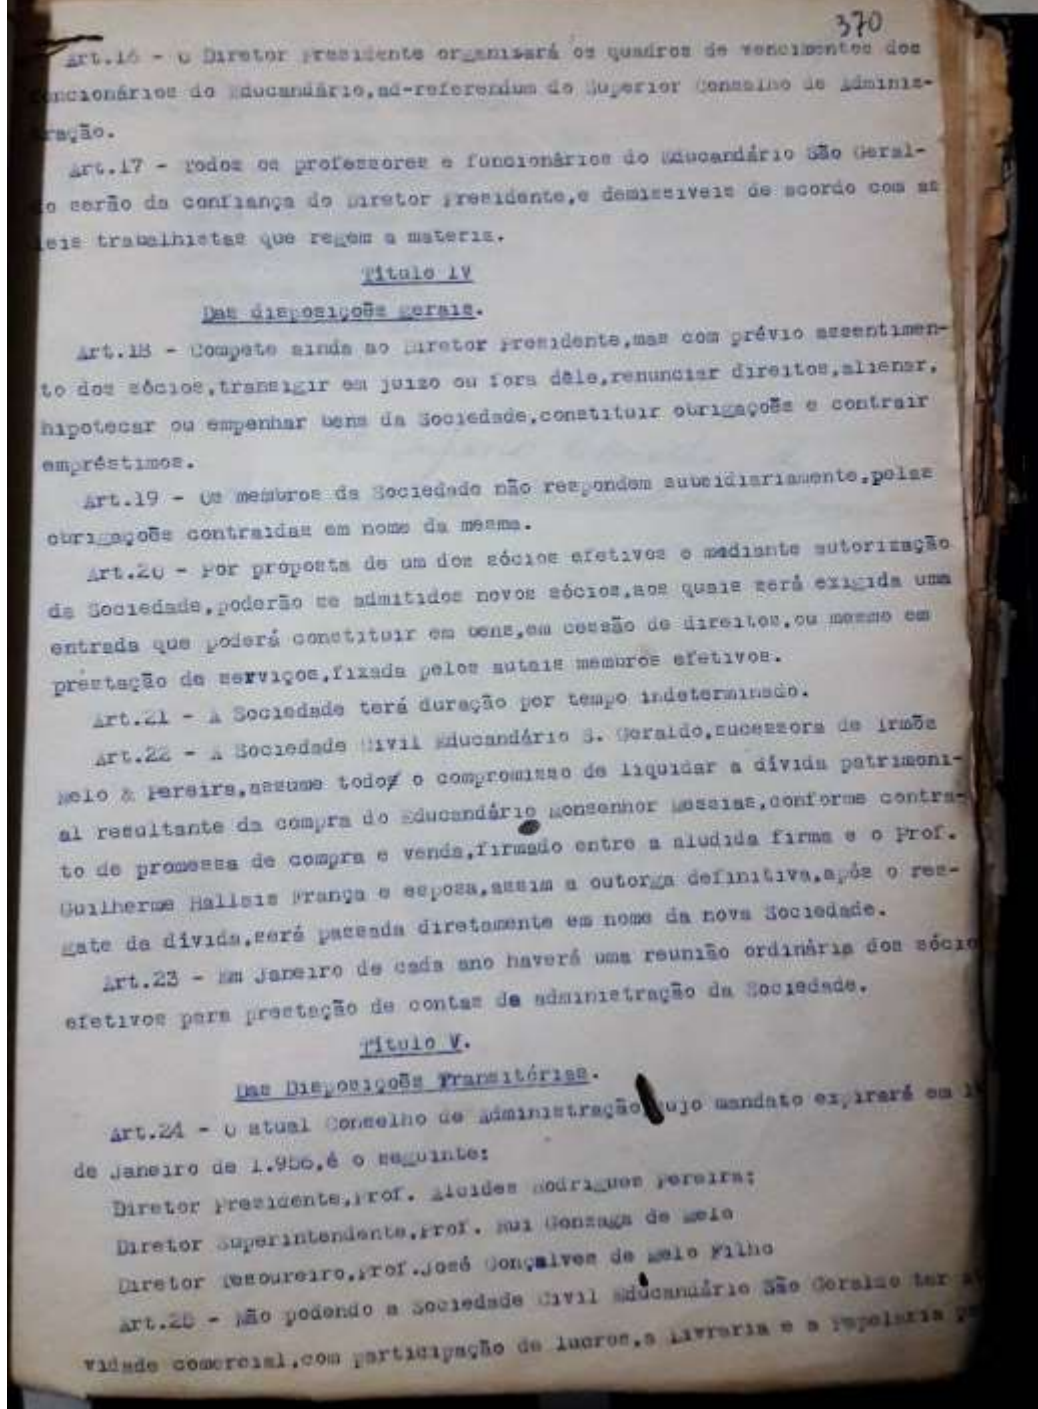 370
Art.16 - O Diretor Presidente organisará os quadros de vencimentos dos
funcionários do Educandário,ad-referendum do Superior Conselho de Adminis-
tração.
Art.17 - Todos os professores e funcionários do Educandário São Geral-
do serão da confiança do Diretor Presidente,e demissiveis de acordo com as
leis trabalhistas que regem a materia.
Titulo IV
Das disposiçoẽs gerais.
Art.18 - Compete ainda ao Diretor Presidente,mas com prévio assentimen-
to dos sócios,transigir em juizo ou fora dêle,renunciar direitos,alienar,
hipotecar ou empenhar bens da Sociedade,constituir obrigaçoẽs e contrair
empréstimos.
Art.19 - Os membros da Sociedade não respondem subsidiariamente,pelas
obrigaçoẽs contraidas em nome da mesma.
Art.20 - Por proposta de um dos sócios efetivos e mediante autorização
da Sociedade,poderão se admitidos novos sócios,aos quais será exigida uma
entrada que poderá constituir em bens,em cessão de direitos,ou mesmo em
prestação de serviços,fixada pelos autais membros efetivos.
Art.21 - A Sociedade terá duração por tempo indeterminado.
Art.22 - A Sociedade Civil Educandário S. Geraldo,sucessora de Irmõs
Melo & Pereira,assume todo o compromisso de liquidar a dívida patrimoni-
al resultante da compra do Educandário Monsenhor Messias,conforme contra-
to de promessa de compra e venda,firmado entre a aludida firma e o Prof.
Guilherme Hallais França e esposa,assim a outorga definitiva,após o res-
gate da dívida,será passada diretamente em nome da nova Sociedade.
Art.23 - Em Janeiro de cada ano haverá uma reunião ordinária dos sócio
efetivos para prestação de contas da administração da Sociedade.
Titulo V.
Das Disposiçoẽs Transitórias.
Art.24 - O atual Conselho de Administração,cujo mandato expirará em
de Janeiro de 1.956,é o seguinte:
Diretor Presidente,Prof. Alcides Rodrigues Pereira;
Diretor Superintendente,Prof. Rui Gonzaga de Melo
Diretor Tesoureiro,Prof.José Gonçalves de Melo Filho
Art.25 - Não podendo a Sociedade Civil Educandário São Geraldo ter
vidade comercial,com participação de lucros,a Livraria e a Papelaria